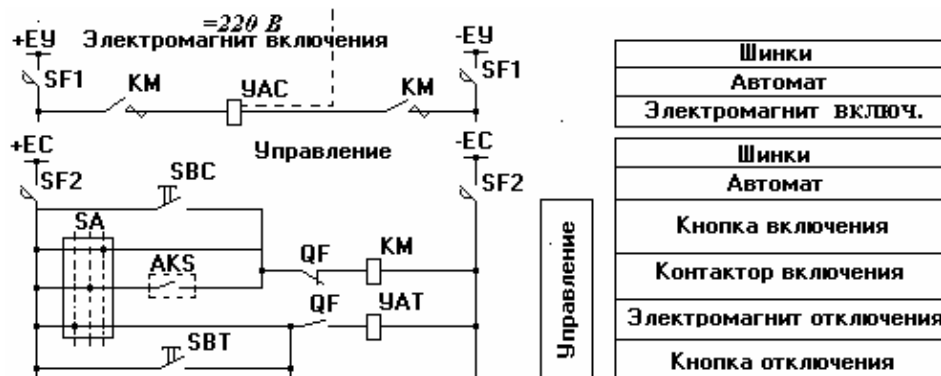 =220 В
+ЕУ Электромагнит включения -ЕУ
SF1 SF1
КМ УАС КМ
+ЕС Управление -ЕС
SF2 SBC SF2
SA
AKS QF КМ
QF УАТ
SBT
Шинки
Автомат
Электромагнит ВКЛЮЧ.
Управление
Шинки
Автомат
Кнопка включения
Контактор включения
Электромагнит отключения
Кнопка отключения